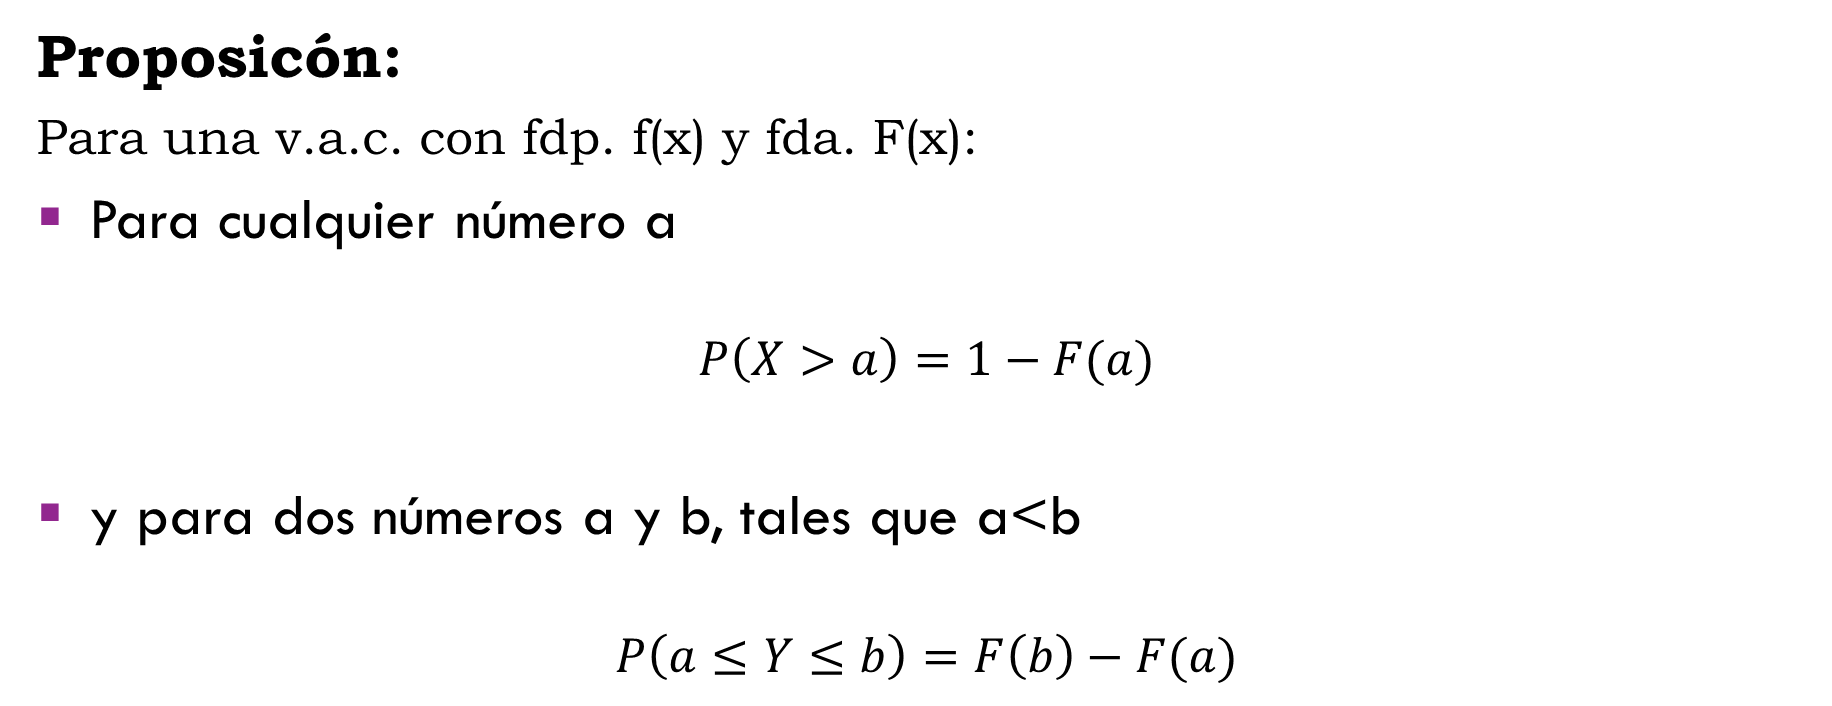 Proposicón:
Para una v.a.c. con fdp. f(x) y fda. F(x):
▪ Para cualquier número a
P(X > a) = 1 − F(a)
▪ y para dos números a y b, tales que a<b
P(a ≤ Y ≤ b) = F(b) − F(a)